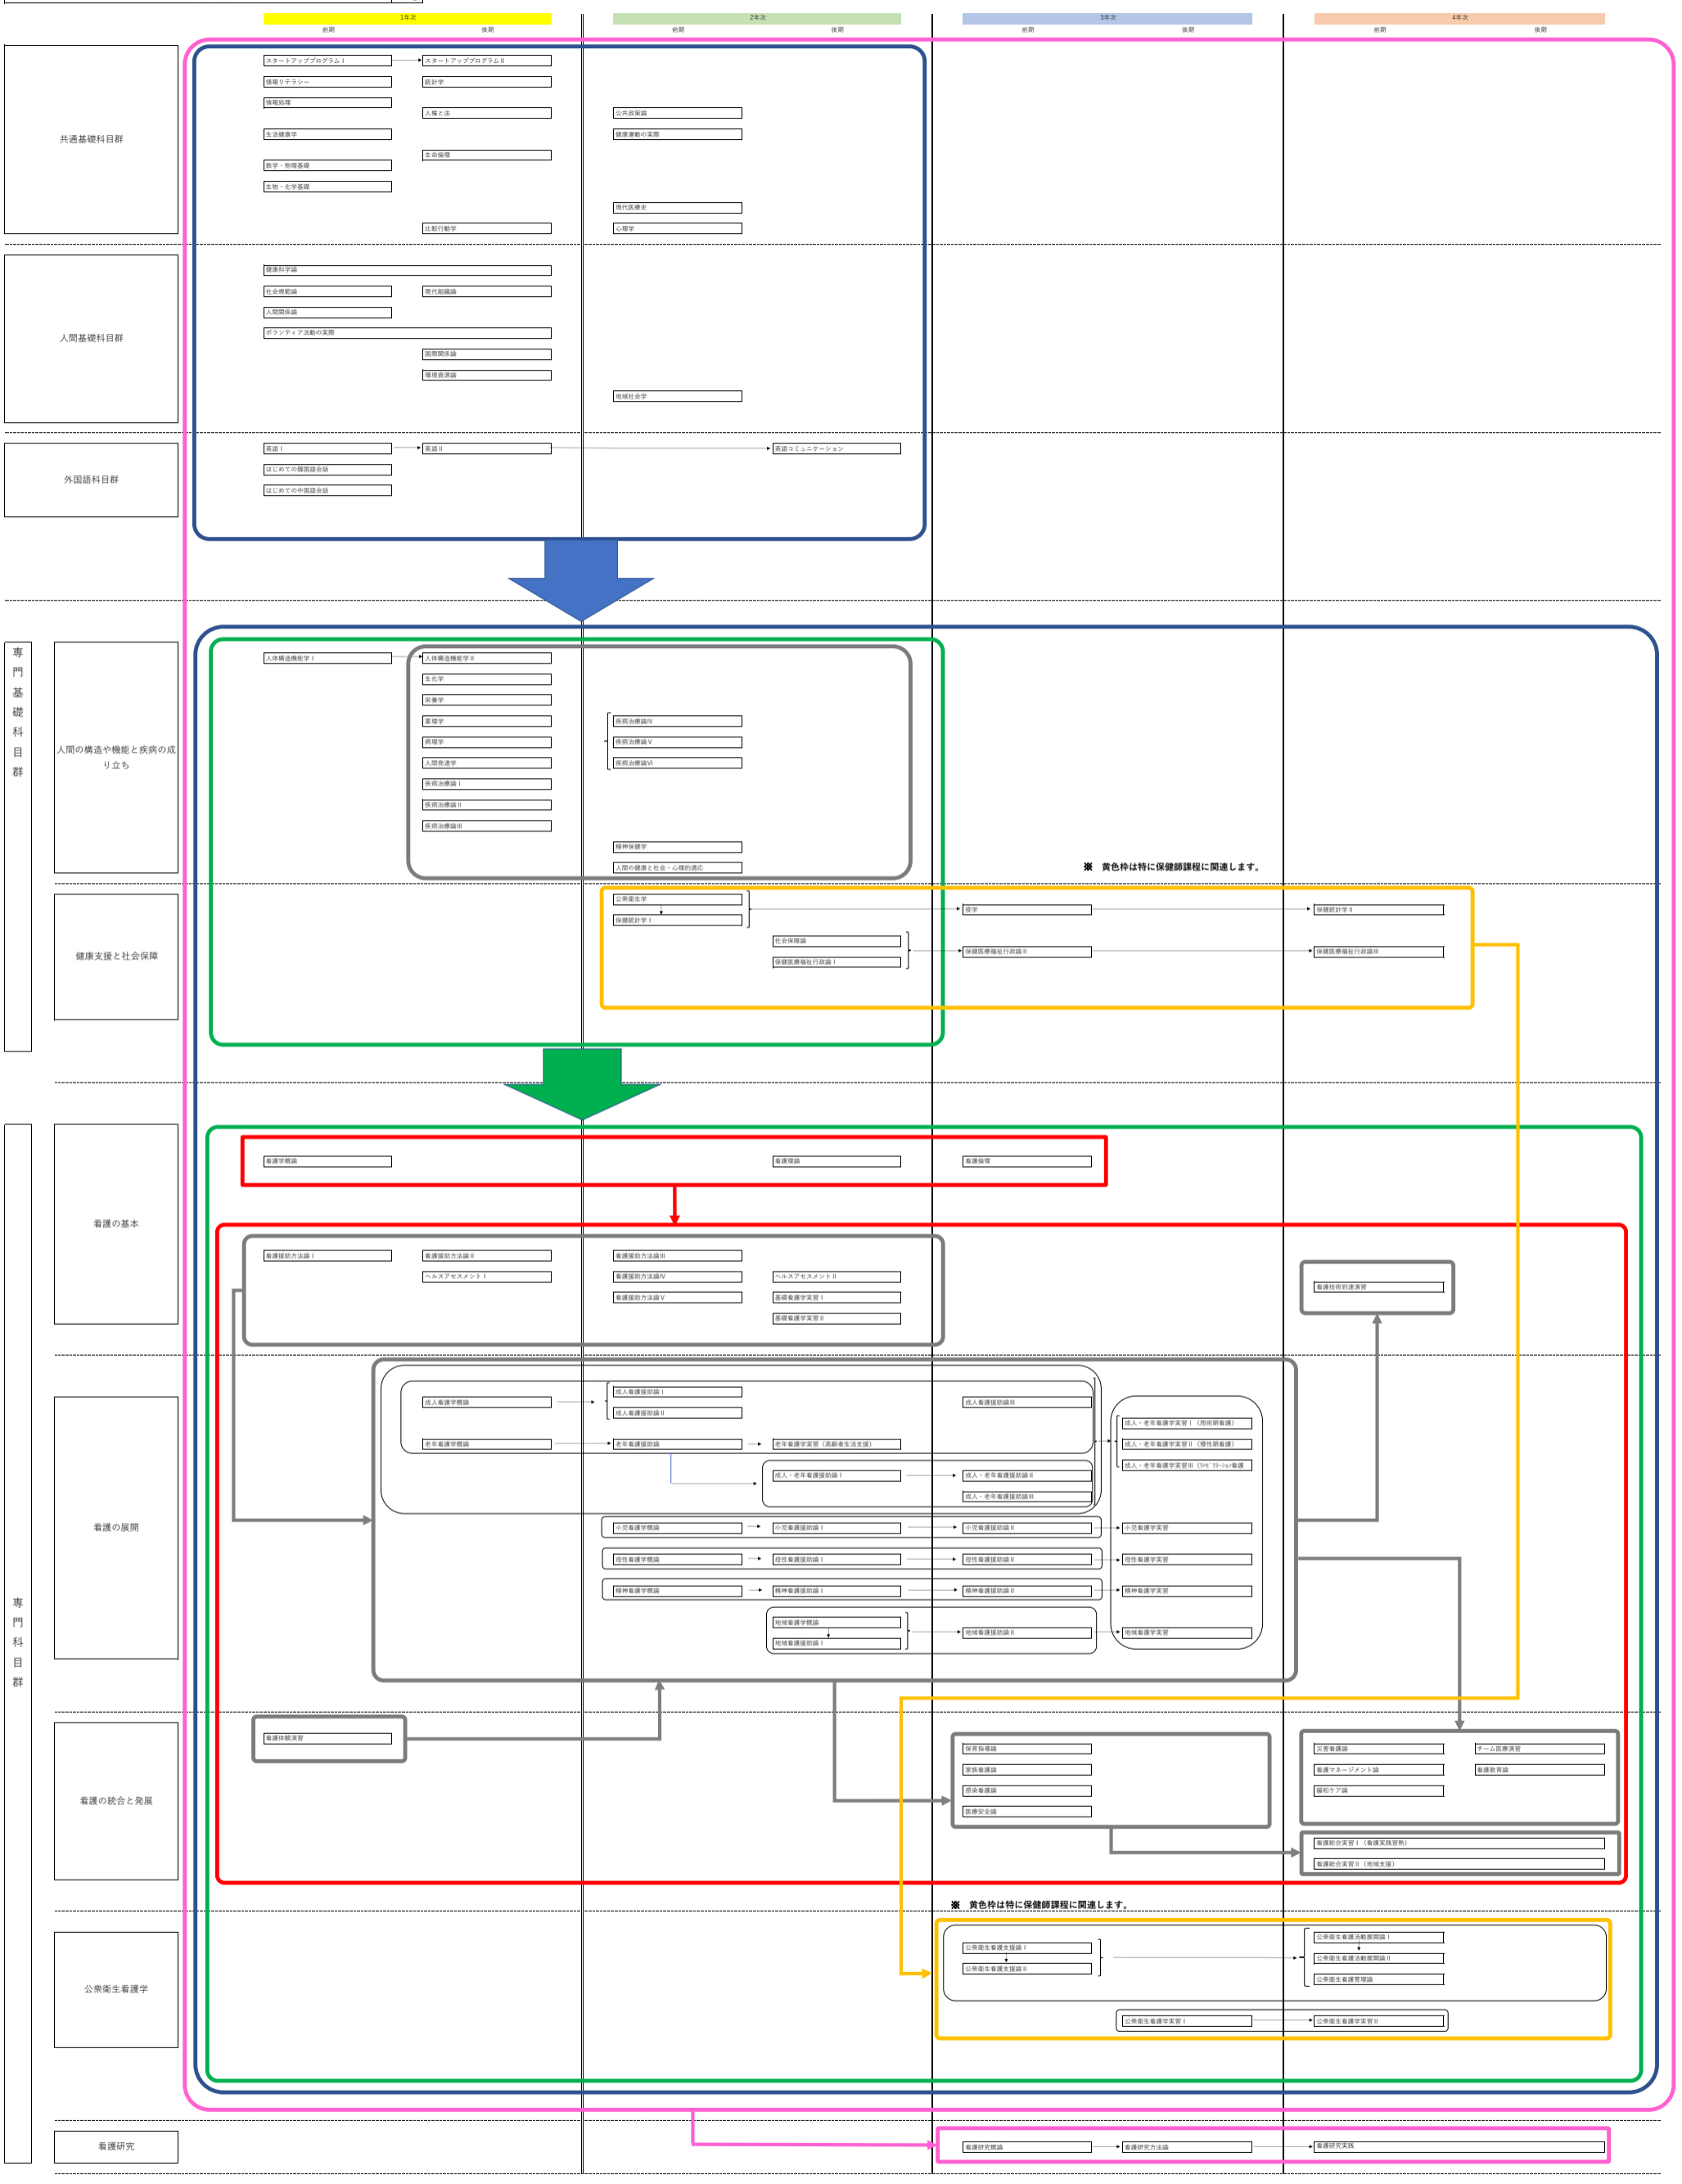 1年次
2年次
3年次
4年次
前期
後期
前期
後期
前期
後期
前期
後期
共通基礎科目群
スタートアッププログラムⅠ
スタートアッププログラムⅡ
情報リテラシー
統計学
情報処理
人権と法
公共政策論
生活健康学
健康運動の実際
生命倫理
数学・物理基礎
生物・化学基礎
現代医療史
比較行動学
心理学
人間基礎科目群
健康科学論
社会規範論
現代組織論
人間関係論
ボランティア活動の実際
国際関係論
環境資源論
地域社会学
外国語科目群
英語Ⅰ
英語Ⅱ
英語コミュニケーション
はじめての韓国語会話
はじめての中国語会話
専門基礎科目群
人間の構造や機能と疾病の成
り立ち
人体構造機能学Ⅰ
人体構造機能学Ⅱ
生化学
栄養学
薬理学
疾病治療論Ⅳ
病理学
疾病治療論Ⅴ
人間発達学
疾病治療論Ⅵ
疾病治療論Ⅰ
疾病治療論Ⅱ
疾病治療論Ⅲ
精神保健学
人間の健康と社会・心理的適応
※　黄色枠は特に保健師課程に関連します。
健康支援と社会保障
公衆衛生学
保健統計学Ⅰ
疫学
保健統計学Ⅱ
社会保障論
保健医療福祉行政論Ⅰ
保健医療福祉行政論Ⅱ
保健医療福祉行政論Ⅲ
専門科目群
看護の基本
看護学概論
看護理論
看護倫理
看護援助方法論Ⅰ
看護援助方法論Ⅱ
看護援助方法論Ⅲ
ヘルスアセスメントⅠ
看護援助方法論Ⅳ
ヘルスアセスメントⅡ
看護技術到達演習
看護援助方法論Ⅴ
基礎看護学実習Ⅰ
基礎看護学実習Ⅱ
看護の展開
成人看護学概論
成人看護援助論Ⅰ
成人看護援助論Ⅱ
成人看護援助論Ⅲ
成人・老年看護学実習Ⅰ（周術期看護）
老年看護学概論
老年看護援助論
老年看護学実習（高齢者生活支援）
成人・老年看護学実習Ⅱ（慢性期看護）
成人・老年看護学実習Ⅲ（ﾘﾊﾋﾞﾘﾃｰｼｮﾝ看護
成人・老年看護援助論Ⅰ
成人・老年看護援助論Ⅱ
成人・老年看護援助論Ⅲ
小児看護学概論
小児看護援助論Ⅰ
小児看護援助論Ⅱ
小児看護学実習
母性看護学概論
母性看護援助論Ⅰ
母性看護援助論Ⅱ
母性看護学実習
精神看護学概論
精神看護援助論Ⅰ
精神看護援助論Ⅱ
精神看護学実習
地域看護学概論
地域看護援助論Ⅰ
地域看護援助論Ⅱ
地域看護学実習
看護の統合と発展
看護体験演習
保育指導論
家族看護論
感染看護論
医療安全論
災害看護論
チーム医療演習
看護マネージメント論
看護教育論
緩和ケア論
看護総合実習Ⅰ（看護実践習熟）
看護総合実習Ⅱ（地域支援）
※　黄色枠は特に保健師課程に関連します。
公衆衛生看護学
公衆衛生看護支援論Ⅰ
公衆衛生看護支援論Ⅱ
公衆衛生看護活動展開論Ⅰ
公衆衛生看護活動展開論Ⅱ
公衆衛生看護管理論
公衆衛生看護学実習Ⅰ
公衆衛生看護学実習Ⅱ
看護研究
看護研究概論
看護研究方法論
看護研究実践